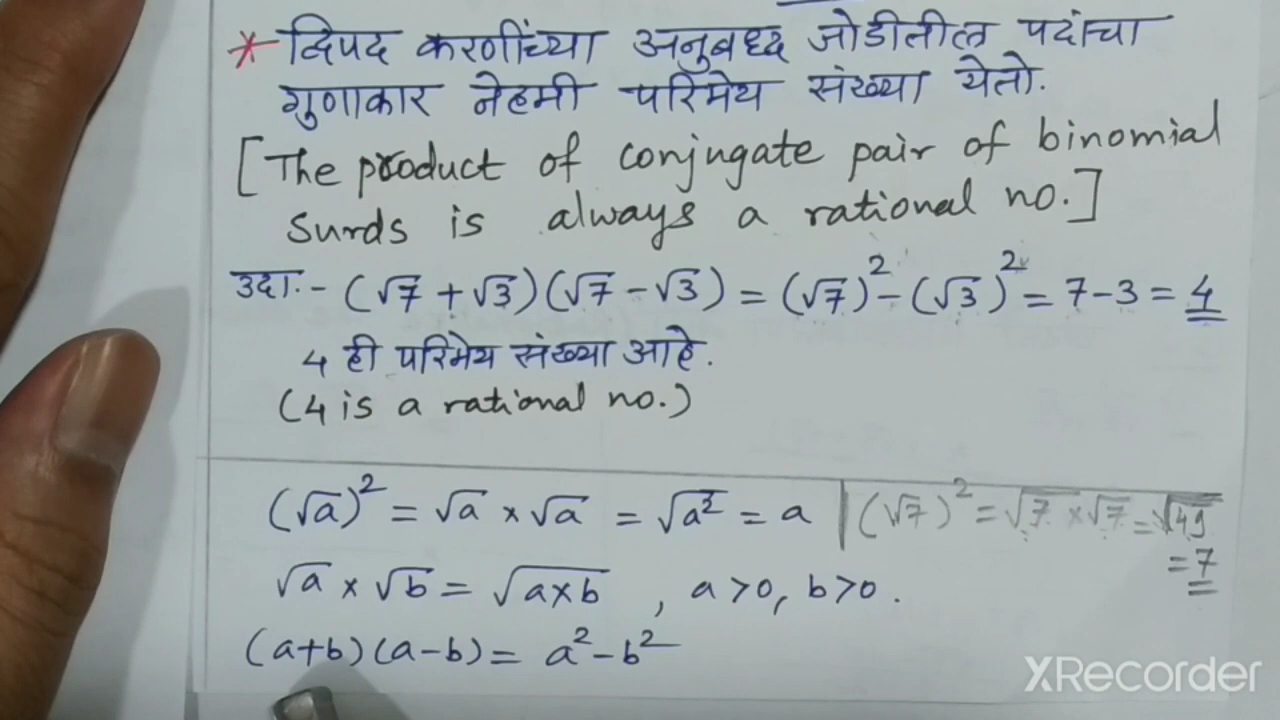 * द्विपद करणींच्या अनुबध्द जोडीतील पदांचा
गुणाकार नेहमी परिमेय संख्या येतो.
[The product of conjugate pair of binomial
surds is always a rational no.]
उदा.- (√7 + √3) (√7 - √3) = (√7)² - (√3)² = 7 - 3 = 4
4 ही परिमेय संख्या आहे.
(4 is a rational no.)
(√a)² = √a × √a = √a² = a | (√7)² = √7 × √7 = √49
= 7
√a × √b = √a×b , a > 0, b > 0.
(a+b) (a-b) = a² - b²
XRecorder